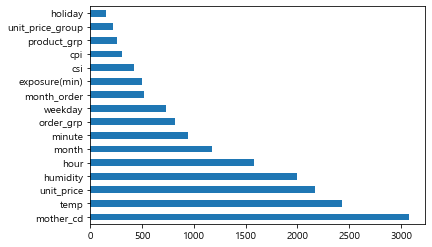 holiday
unit_price_group
product_grp
cpi
csi
exposure(min)
month_order
weekday
order_grp
minute
month
hour
humidity
unit_price
temp
mother_cd
0 500 1000 1500 2000 2500 3000